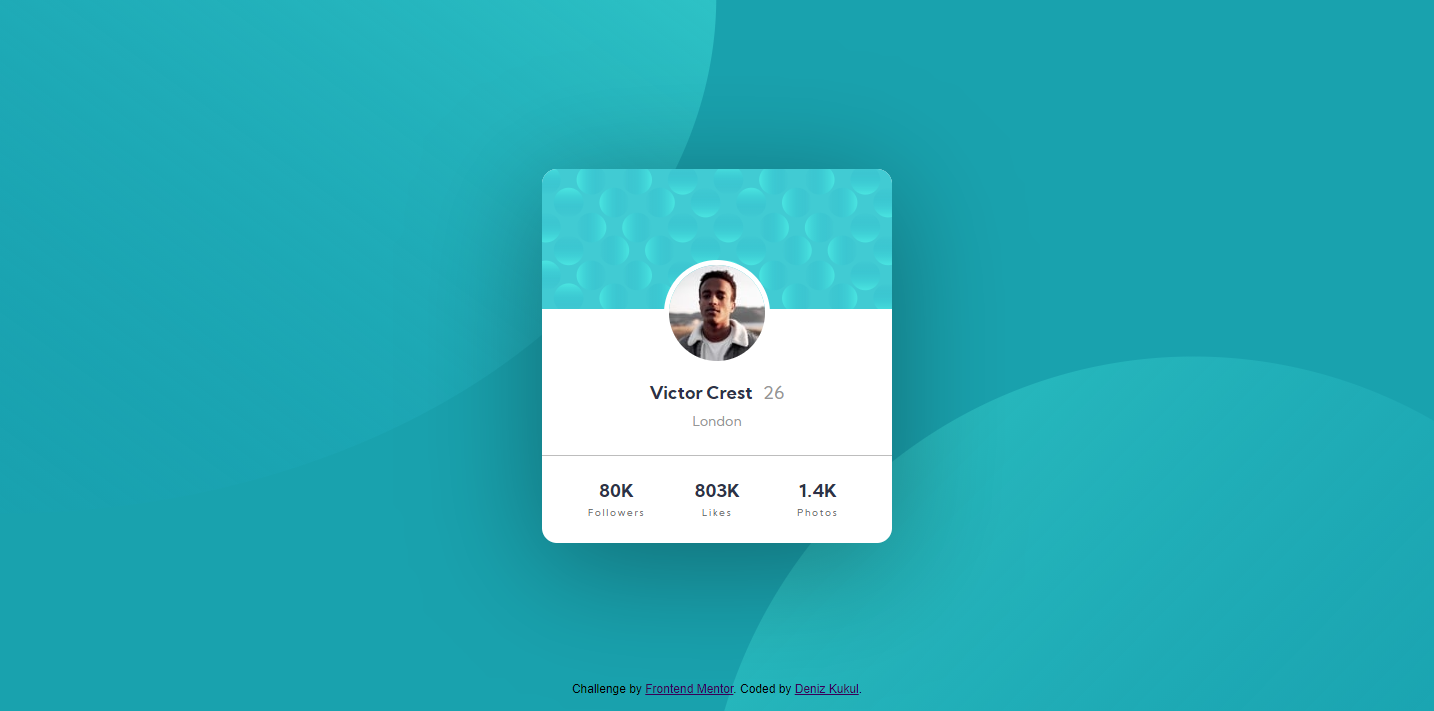 Victor Crest 26
London
80K 803K 1.4K
Followers Likes Photos
Challenge by Frontend Mentor. Coded by Deniz Kukul.